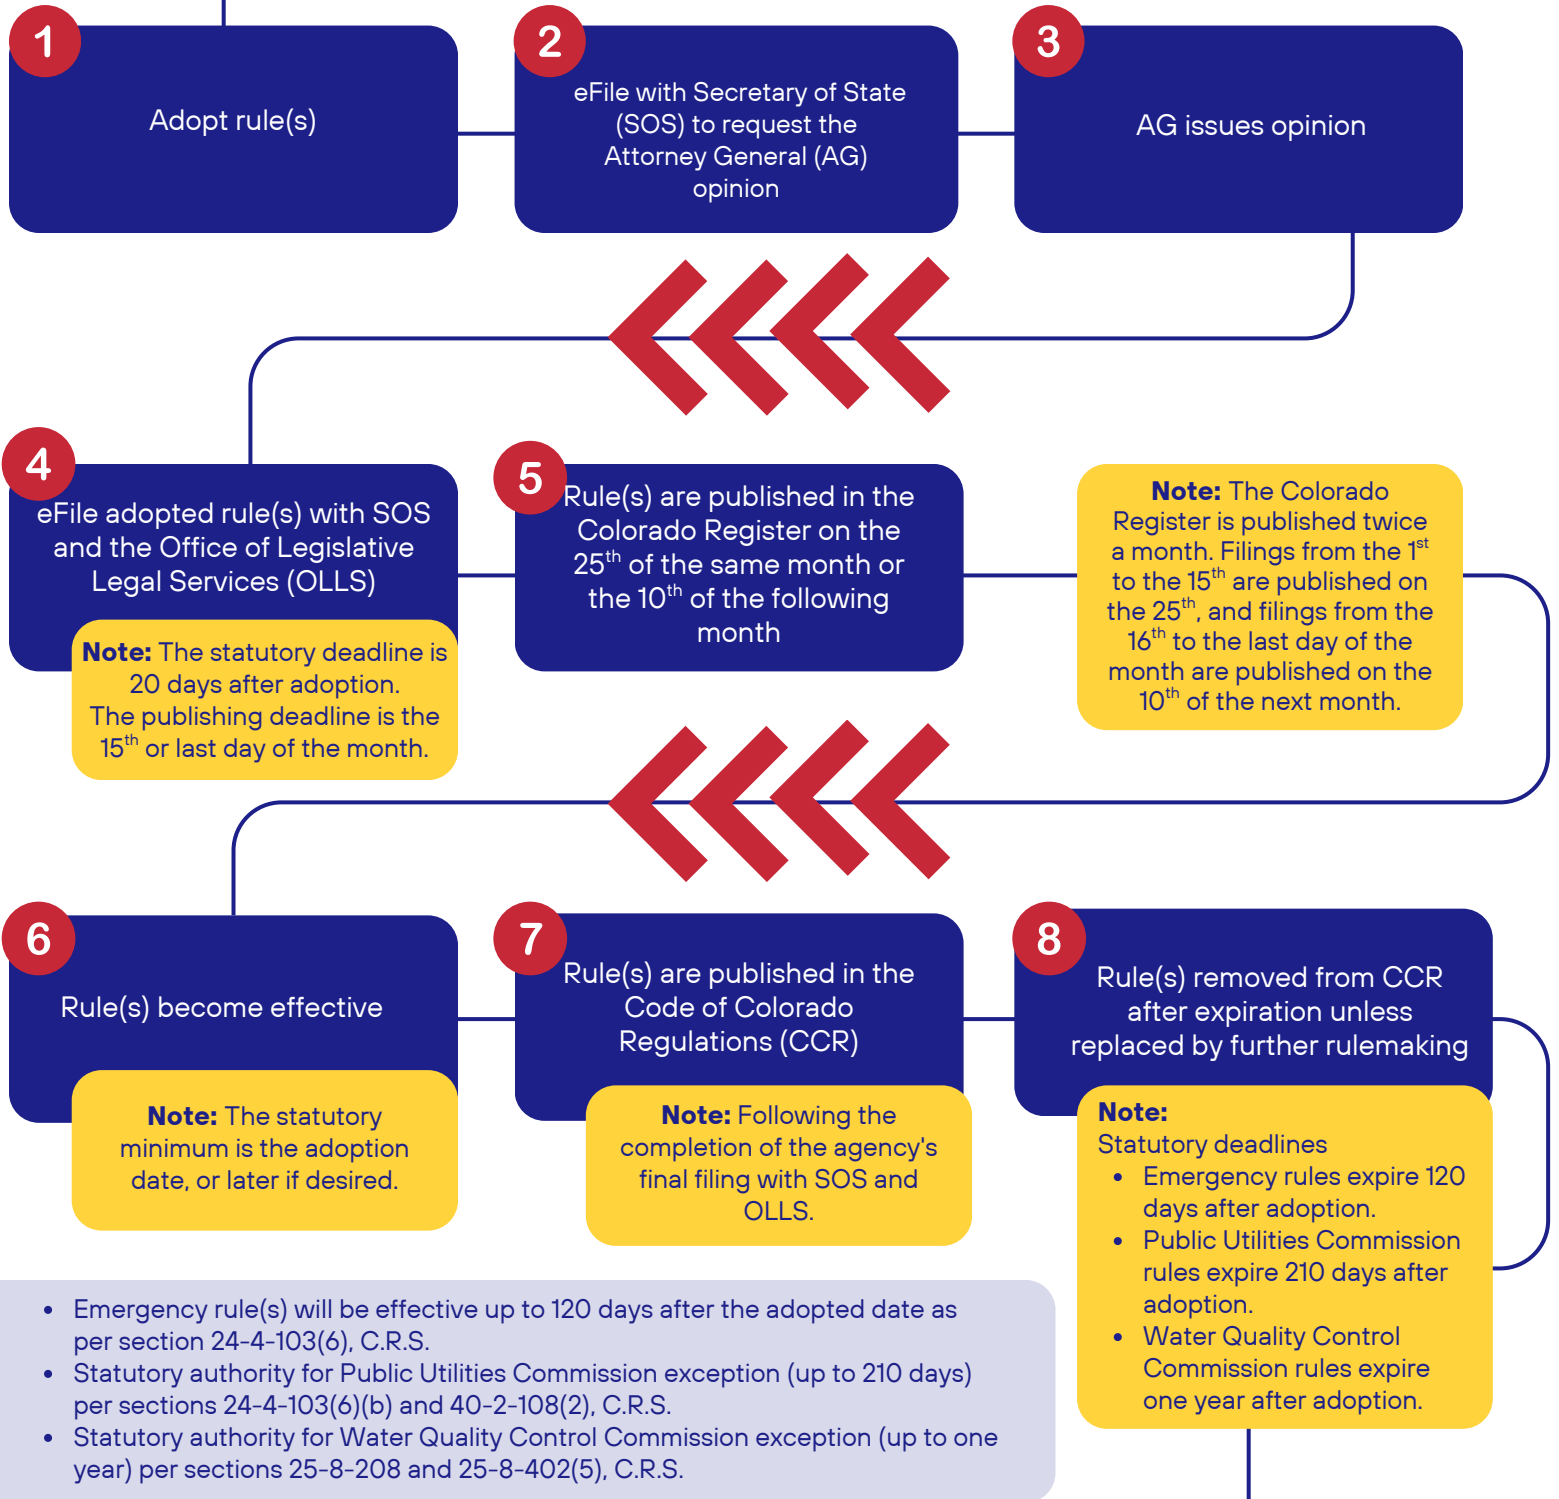 1
Adopt rule(s)
2
eFile with Secretary of State
(SOS) to request the
Attorney General (AG)
opinion
3
AG issues opinion
4
eFile adopted rule(s) with SOS
and the Office of Legislative
Legal Services (OLLS)
Note: The statutory deadline is
20 days after adoption.
The publishing deadline is the
15th or last day of the month.
5
Rule(s) are published in the
Colorado Register on the
25th of the same month or
the 10th of the following
month
Note: The Colorado
Register is published twice
a month. Filings from the 1st
to the 15th are published on
the 25th, and filings from the
16th to the last day of the
month are published on the
10th of the next month.
6
Rule(s) become effective
Note: The statutory
minimum is the adoption
date, or later if desired.
7
Rule(s) are published in the
Code of Colorado
Regulations (CCR)
Note: Following the
completion of the agency's
final filing with SOS and
OLLS.
8
Rule(s) removed from CCR
after expiration unless
replaced by further rulemaking
Note:
Statutory deadlines
• Emergency rules expire 120
days after adoption.
• Public Utilities Commission
rules expire 210 days after
adoption.
• Water Quality Control
Commission rules expire
one year after adoption.
• Emergency rule(s) will be effective up to 120 days after the adopted date as
per section 24-4-103(6), C.R.S.
• Statutory authority for Public Utilities Commission exception (up to 210 days)
per sections 24-4-103(6)(b) and 40-2-108(2), C.R.S.
• Statutory authority for Water Quality Control Commission exception (up to one
year) per sections 25-8-208 and 25-8-402(5), C.R.S.